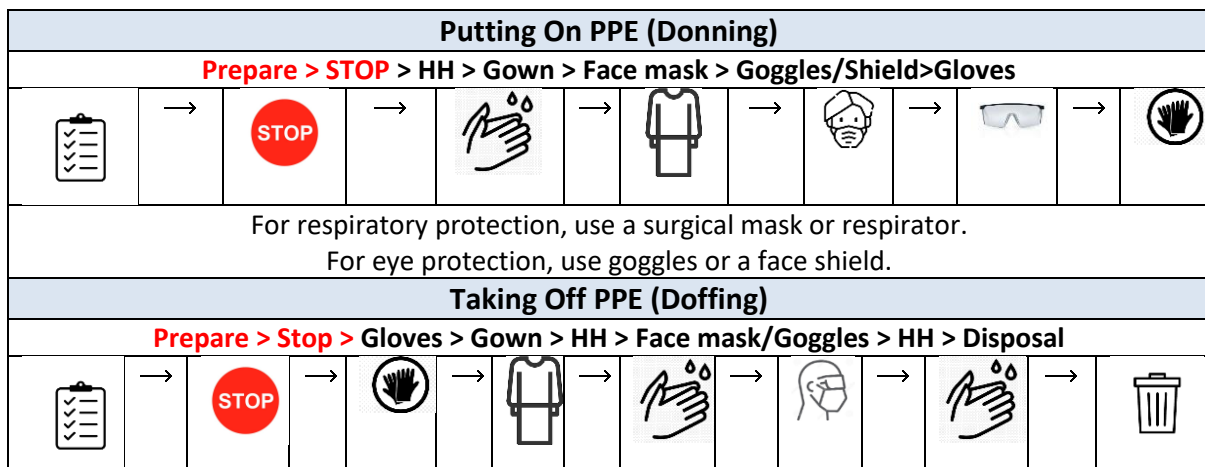 Putting On PPE (Donning)
Prepare > STOP > HH > Gown > Face mask > Goggles/Shield>Gloves
→ STOP → → → → →
For respiratory protection, use a surgical mask or respirator.
For eye protection, use goggles or a face shield.
Taking Off PPE (Doffing)
Prepare > Stop > Gloves > Gown > HH > Face mask/Goggles > HH > Disposal
→ STOP → → → → → →